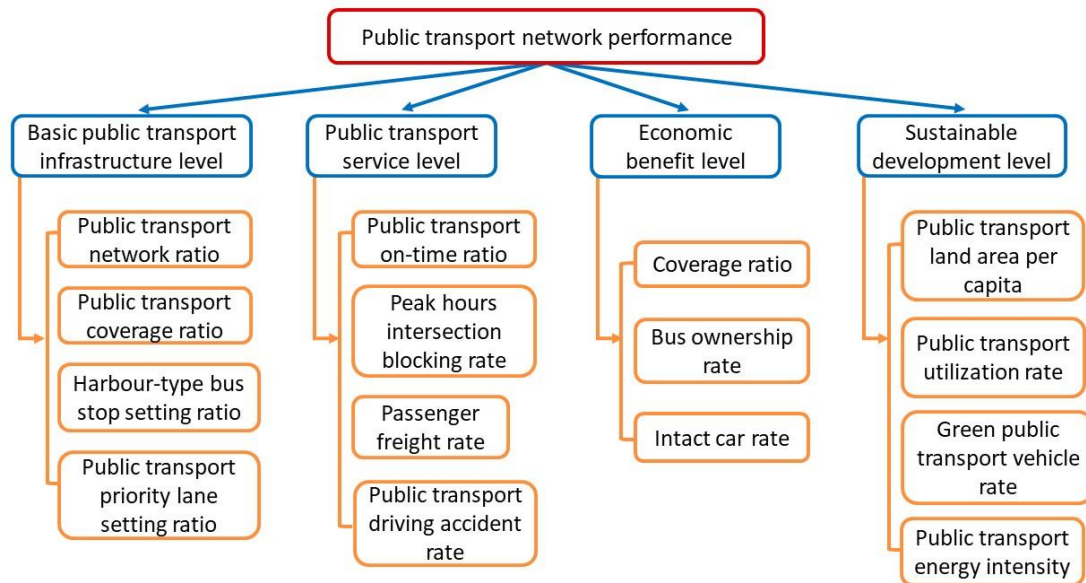 Public transport network performance
Basic public transport
infrastructure level
Public transport
network ratio
Public transport
coverage ratio
Harbour-type bus
stop setting ratio
Public transport
priority lane
setting ratio
Public transport
service level
Public transport
on-time ratio
Peak hours
intersection
blocking rate
Passenger
freight rate
Public transport
driving accident
rate
Economic
benefit level
Coverage ratio
Bus ownership
rate
Intact car rate
Sustainable
development level
Public transport
land area per
capita
Public transport
utilization rate
Green public
transport vehicle
rate
Public transport
energy intensity